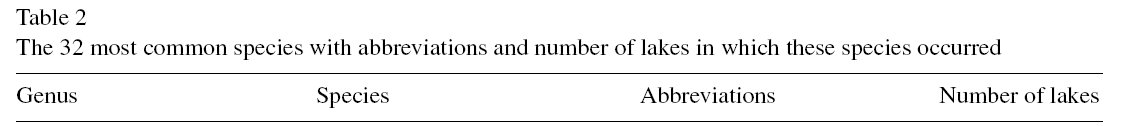 Table 2
The 32 most common species with abbreviations and number of lakes in which these species occurred
Genus Species Abbreviations Number of lakes